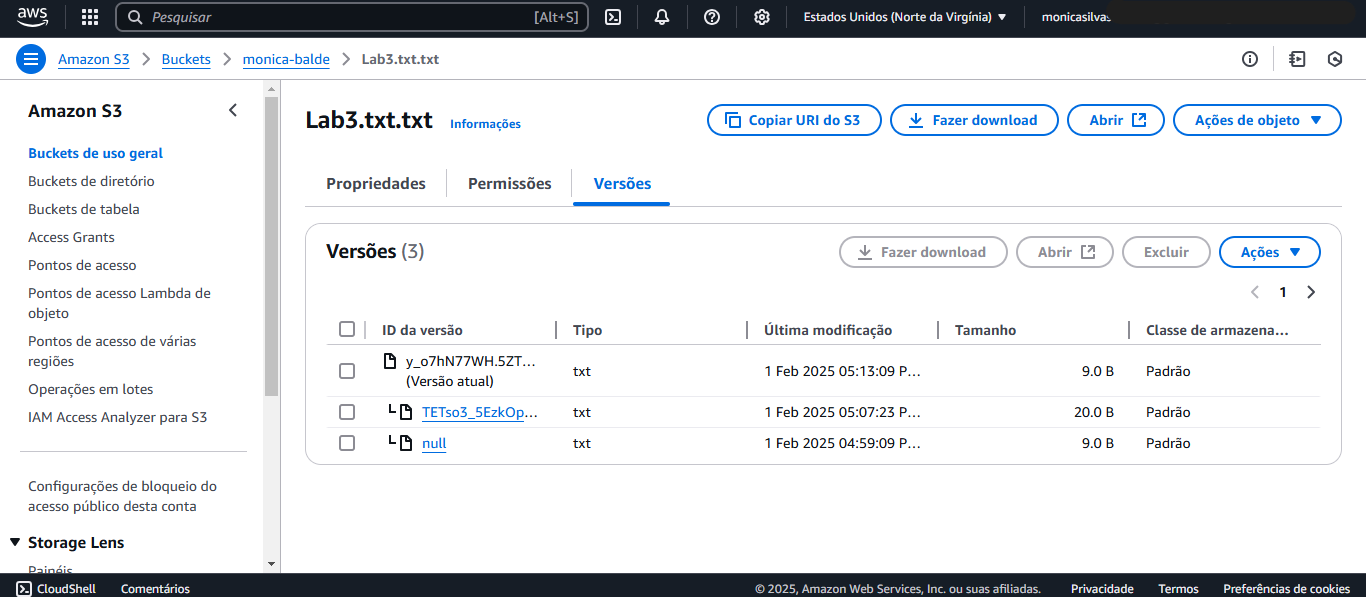 aws
Pesquisar [Alt+S] Estados Unidos (Norte da Virgínia) monicasilvas
Amazon S3 Buckets monica-balde Lab3.txt.txt
Amazon S3
Buckets de uso geral
Buckets de diretório
Buckets de tabela
Access Grants
Pontos de acesso
Pontos de acesso Lambda de
objeto
Pontos de acesso de várias
regiões
Operações em lotes
IAM Access Analyzer para S3
Configurações de bloqueio do
acesso público desta conta
Storage Lens
Painéis
Lab3.txt.txt Informações Copiar URI do S3 Fazer download Abrir Ações de objeto
Propriedades Permissões Versões
Versões (3) Fazer download Abrir Excluir Ações
1
ID da versão Tipo Última modificação Tamanho Classe de armazena...
y_o7hN77WH.5ZT... txt 1 Feb 2025 05:13:09 P... 9.0 B Padrão
(Versão atual)
TETso3_5EzkOp... txt 1 Feb 2025 05:07:23 P... 20.0 B Padrão
null txt 1 Feb 2025 04:59:09 P... 9.0 B Padrão
CloudShell Comentários © 2025, Amazon Web Services, Inc. ou suas afiliadas. Privacidade Termos Preferências de cookies